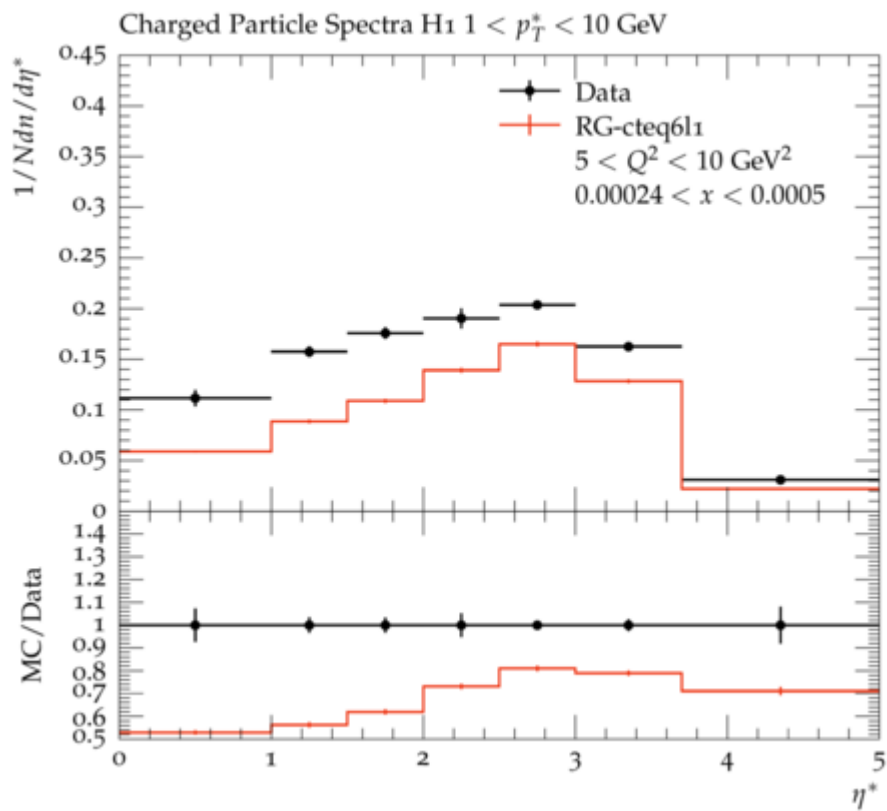 Charged Particle Spectra H1 1 < p*_T < 10 GeV
1/N dn/dη*
0.45
0.4
0.35
0.3
0.25
0.2
0.15
0.1
0.05
0
Data
RG-cteq6l1
5 < Q² < 10 GeV²
0.00024 < x < 0.0005
MC/Data
1.4
1.3
1.2
1.1
1
0.9
0.8
0.7
0.6
0.5
0 1 2 3 4 5
η*